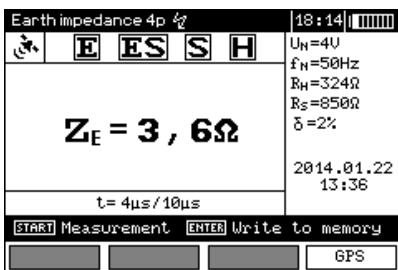 Earth impedance 4p 18:14
E ES S H
UN=4V
fN=50Hz
RH=324Ω
RS=850Ω
δ=2%
ZE = 3,6Ω
2014.01.22
13:36
t= 4µs/10µs
START Measurement ENTER Write to memory
GPS